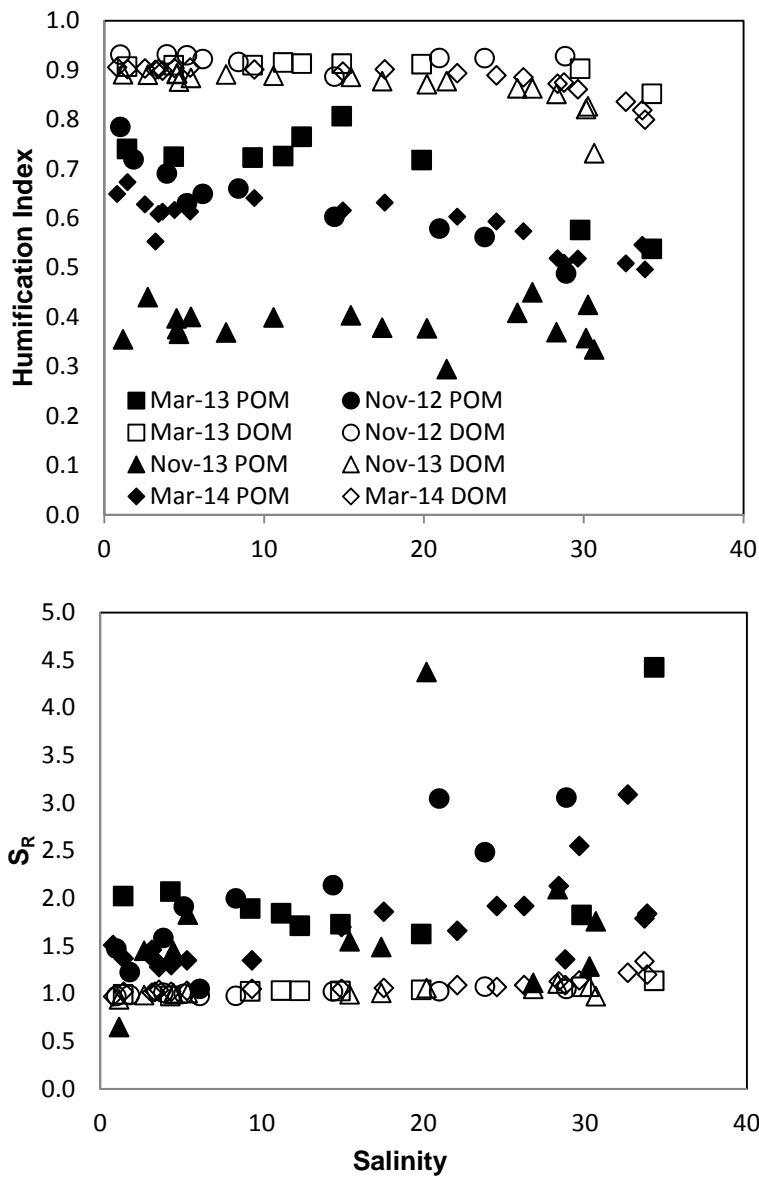 1.0
0.9
0.8
0.7
0.6
0.5
0.4
0.3
0.2
0.1
0.0
Humification Index
Mar-13 POM Nov-12 POM
Mar-13 DOM Nov-12 DOM
Nov-13 POM Nov-13 DOM
Mar-14 POM Mar-14 DOM
0 10 20 30 40
5.0
4.5
4.0
3.5
3.0
2.5
2.0
1.5
1.0
0.5
0.0
SR
0 10 20 30 40
Salinity